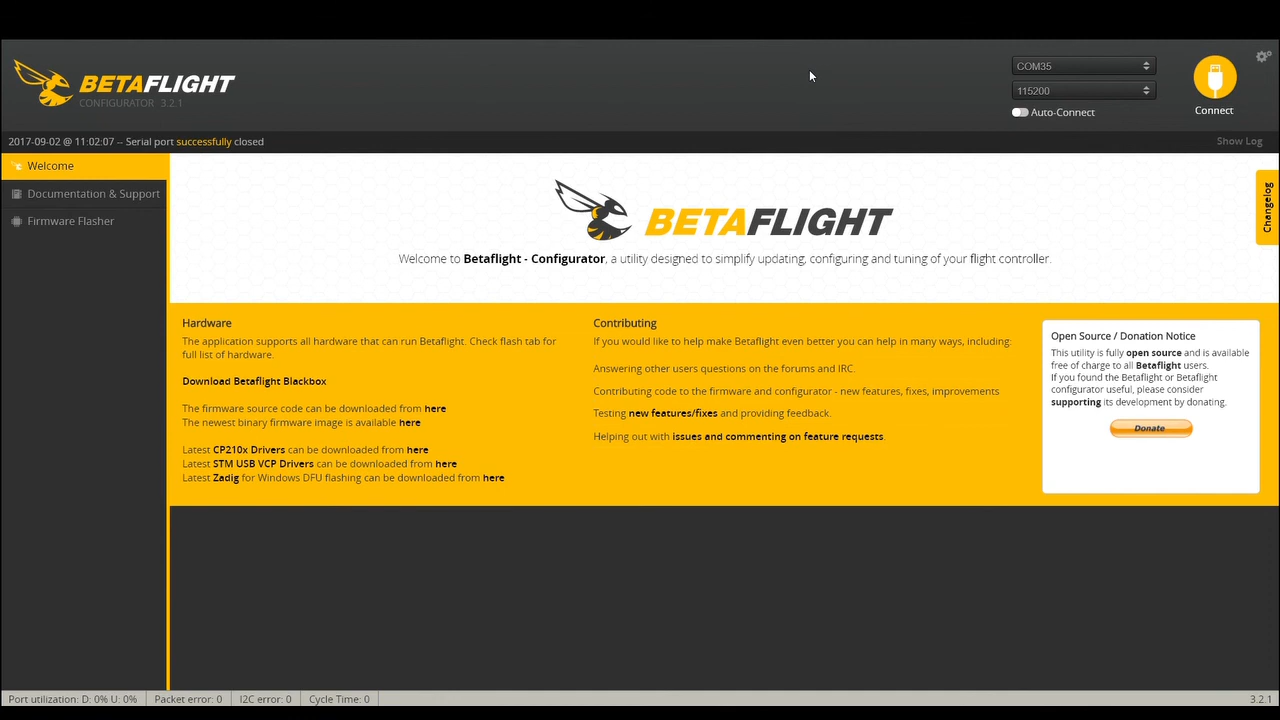 BETAFLIGHT
CONFIGURATOR 3.2.1
COM35
115200
Auto-Connect
Connect
2017-09-02 @ 11:02:07 -- Serial port successfully closed
Show Log
Welcome
Documentation & Support
Firmware Flasher
Changelog
BETAFLIGHT
Welcome to Betaflight - Configurator, a utility designed to simplify updating, configuring and tuning of your flight controller.
Hardware
The application supports all hardware that can run Betaflight. Check flash tab for
full list of hardware.
Download Betaflight Blackbox
The firmware source code can be downloaded from here
The newest binary firmware image is available here
Latest CP210x Drivers can be downloaded from here
Latest STM USB VCP Drivers can be downloaded from here
Latest Zadig for Windows DFU flashing can be downloaded from here
Contributing
If you would like to help make Betaflight even better you can help in many ways, including:
Answering other users questions on the forums and IRC.
Contributing code to the firmware and configurator - new features, fixes, improvements
Testing new features/fixes and providing feedback.
Helping out with issues and commenting on feature requests.
Open Source / Donation Notice
This utility is fully open source and is available
free of charge to all Betaflight users.
If you found the Betaflight or Betaflight
configurator useful, please consider
supporting its development by donating.
Donate
Port utilization: D: 0% U: 0%
Packet error: 0
I2C error: 0
Cycle Time: 0
3.2.1